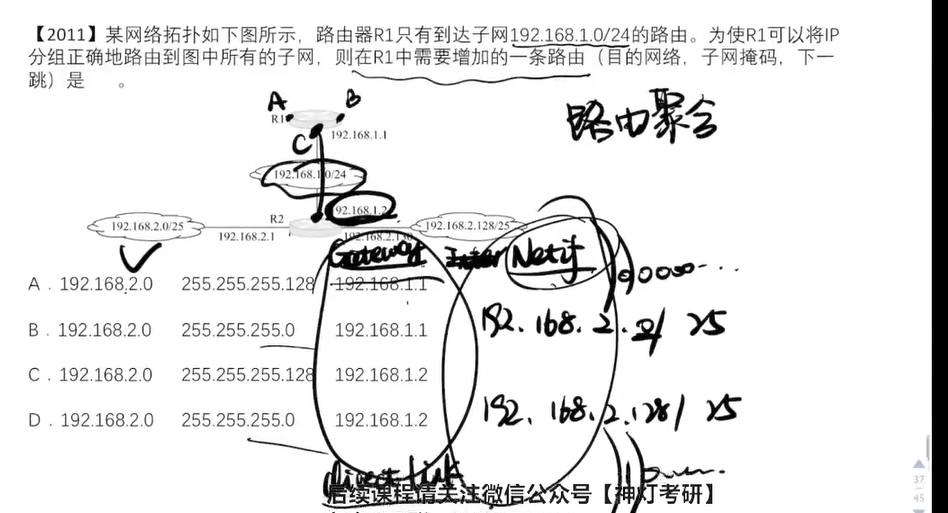 【2011】某网络拓扑如下图所示，路由器R1只有到达子网192.168.1.0/24的路由。为使R1可以将IP
分组正确地路由到图中所有的子网，则在R1中需要增加的一条路由（目的网络，子网掩码，下一
跳）是 。
A B
R1
路由聚合
192.168.1.1
C
192.168.1.0/24
192.168.1.2
R2
192.168.2.0/25
192.168.2.128/25
192.168.2.1
Gateway Netif
A．192.168.2.0 255.255.255.128 192.168.1.1
B．192.168.2.0 255.255.255.0 192.168.1.1
192.168.2.0/25
C．192.168.2.0 255.255.255.128 192.168.1.2
D．192.168.2.0 255.255.255.0 192.168.1.2
192.168.2.128/25
direct link
后续课程请关注微信公众号【神灯考研】
37
45